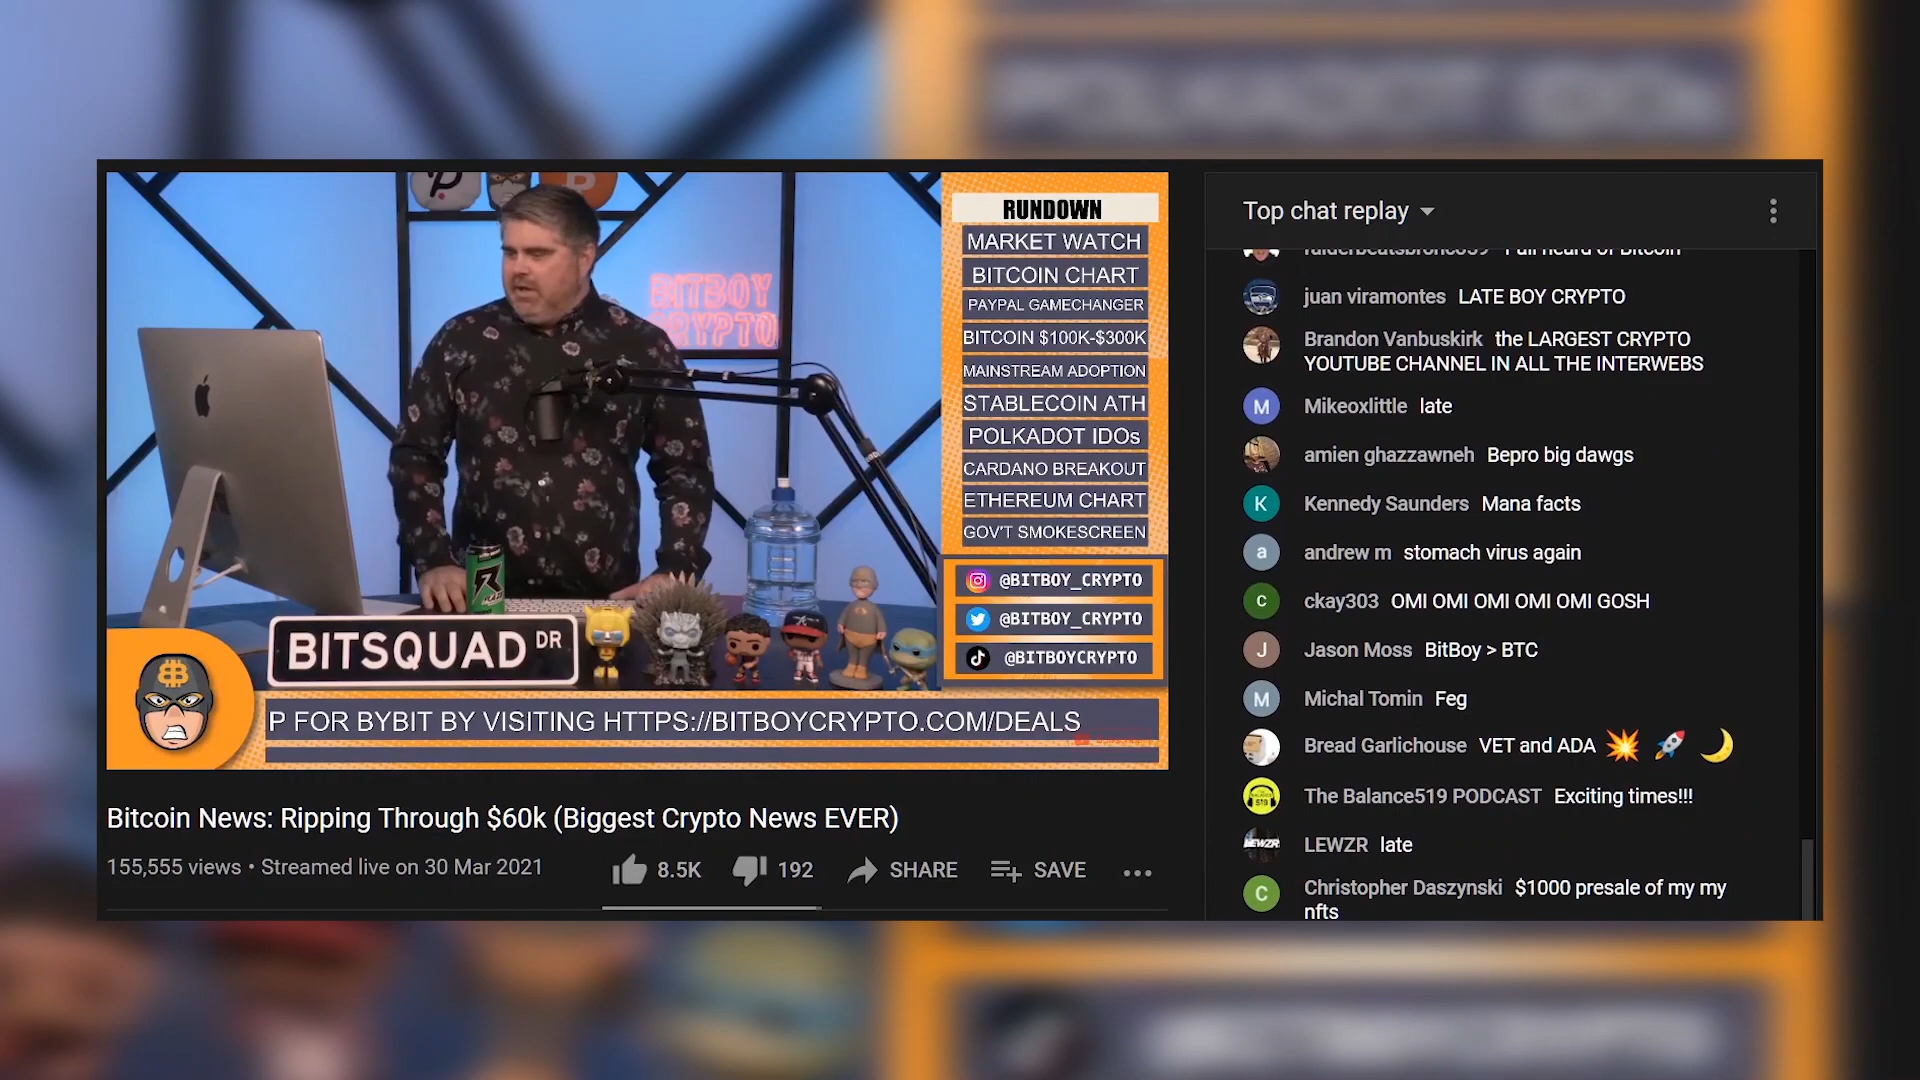 POLKADOT IDOs
BITBOY
CRYPTO
BITSQUAD DR
RUNDOWN
MARKET WATCH
BITCOIN CHART
PAYPAL GAMECHANGER
BITCOIN $100K-$300K
MAINSTREAM ADOPTION
STABLECOIN ATH
POLKADOT IDOs
CARDANO BREAKOUT
ETHEREUM CHART
GOV'T SMOKESCREEN
@BITBOY_CRYPTO
@BITBOY_CRYPTO
@BITBOYCRYPTO
P FOR BYBIT BY VISITING HTTPS://BITBOYCRYPTO.COM/DEALS
Bitcoin News: Ripping Through $60k (Biggest Crypto News EVER)
155,555 views • Streamed live on 30 Mar 2021
8.5K
192
SHARE
SAVE
Top chat replay
juan viramontes LATE BOY CRYPTO
Brandon Vanbuskirk the LARGEST CRYPTO
YOUTUBE CHANNEL IN ALL THE INTERWEBS
M Mikeoxlittle late
amien ghazzawneh Bepro big dawgs
K Kennedy Saunders Mana facts
a andrew m stomach virus again
c ckay303 OMI OMI OMI OMI OMI GOSH
J Jason Moss BitBoy > BTC
M Michal Tomin Feg
Bread Garlichouse VET and ADA 💥 🚀 🌙
The Balance519 PODCAST Exciting times!!!
LEWZR late
C Christopher Daszynski $1000 presale of my my
nfts